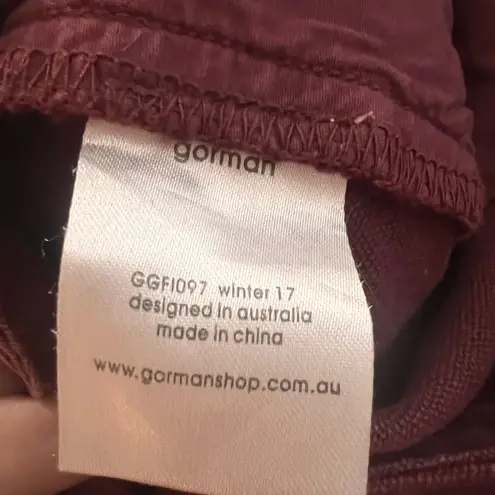 gorman
GGFI097 winter 17
designed in australia
made in china
www.gormanshop.com.au